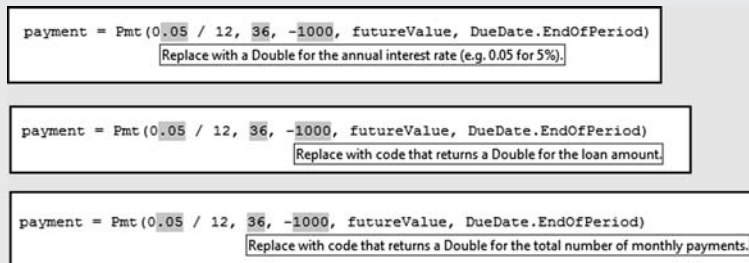 payment = Pmt(0.05 / 12, 36, -1000, futureValue, DueDate.EndOfPeriod)
Replace with a Double for the annual interest rate (e.g. 0.05 for 5%).
payment = Pmt(0.05 / 12, 36, -1000, futureValue, DueDate.EndOfPeriod)
Replace with code that returns a Double for the loan amount.
payment = Pmt(0.05 / 12, 36, -1000, futureValue, DueDate.EndOfPeriod)
Replace with code that returns a Double for the total number of monthly payments.